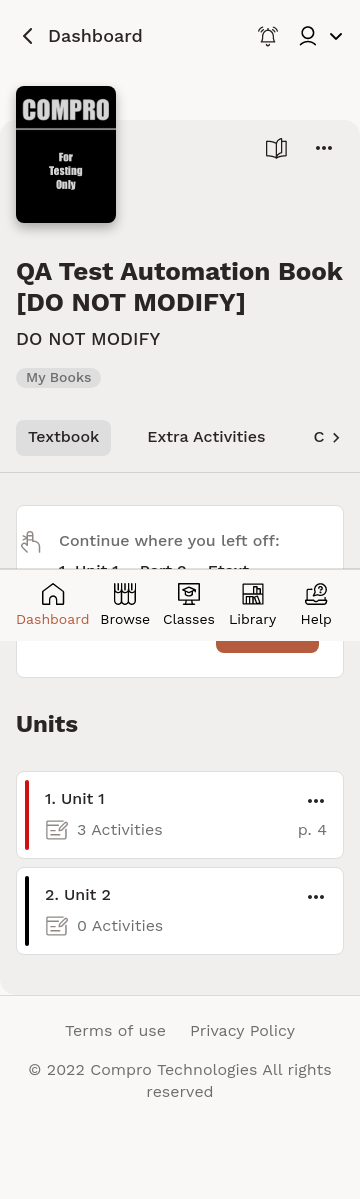 Dashboard
COMPRO
For
Testing
Only
QA Test Automation Book
[DO NOT MODIFY]
DO NOT MODIFY
My Books
Textbook Extra Activities C
Continue where you left off:
Dashboard Browse Classes Library Help
Units
1. Unit 1
3 Activities p. 4
2. Unit 2
0 Activities
Terms of use Privacy Policy
© 2022 Compro Technologies All rights
reserved